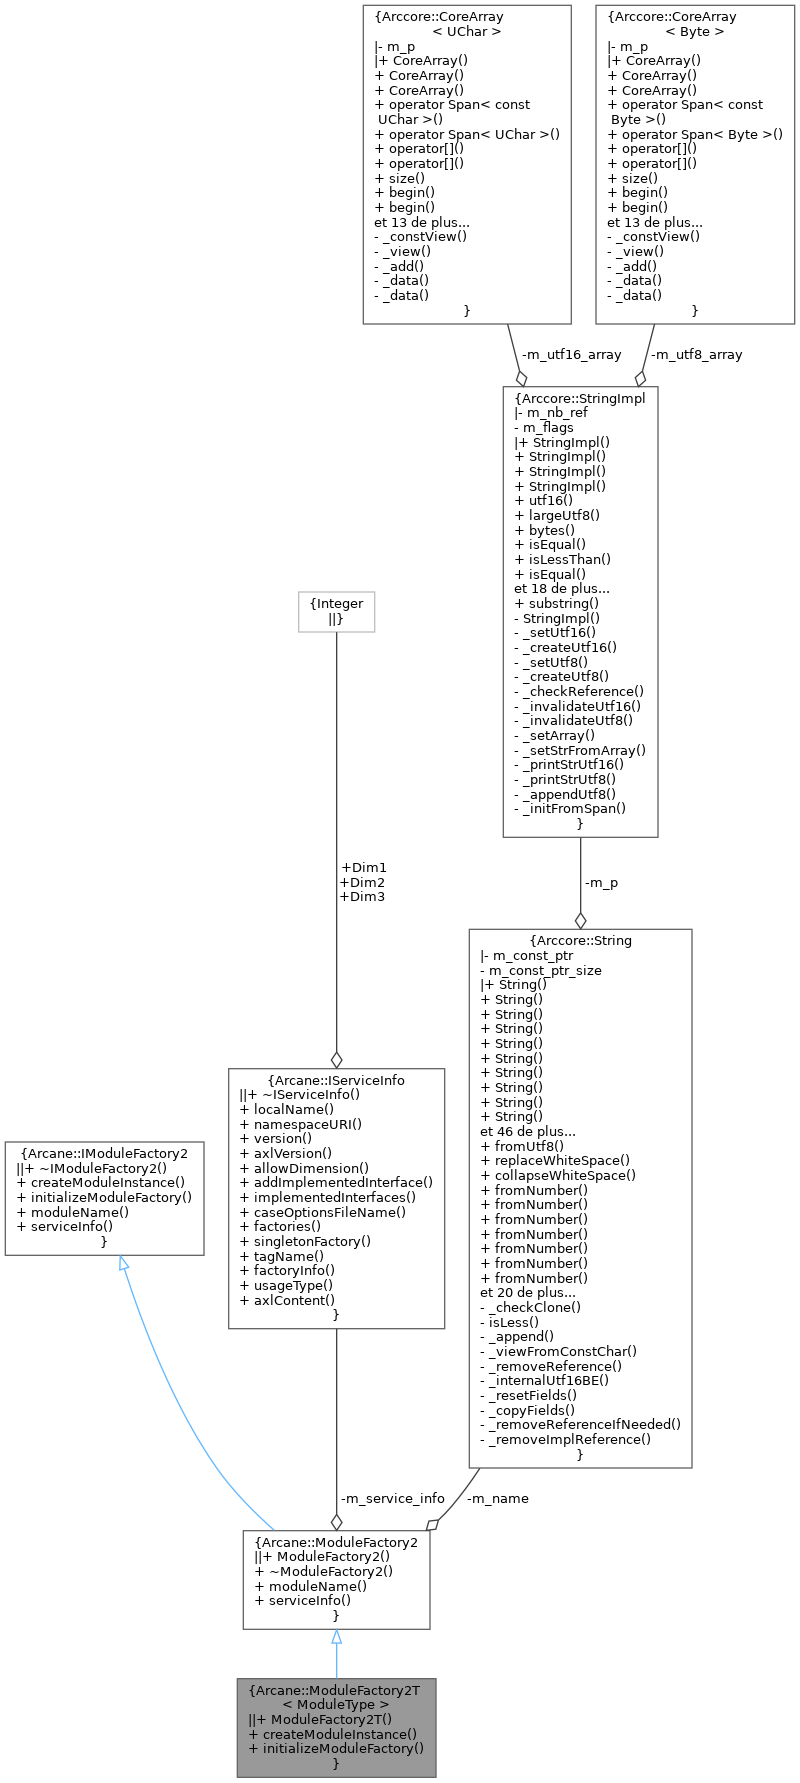 {Arccore::CoreArray
< UChar >
|- m_p
|+ CoreArray()
+ CoreArray()
+ CoreArray()
+ operator Span< const
UChar >()
+ operator Span< UChar >()
+ operator[]()
+ operator[]()
+ size()
+ begin()
+ begin()
et 13 de plus...
- _constView()
- _view()
- _add()
- _data()
- _data()
}
{Arccore::CoreArray
< Byte >
|- m_p
|+ CoreArray()
+ CoreArray()
+ CoreArray()
+ operator Span< const
Byte >()
+ operator Span< Byte >()
+ operator[]()
+ operator[]()
+ size()
+ begin()
+ begin()
et 13 de plus...
- _constView()
- _view()
- _add()
- _data()
- _data()
}
-m_utf16_array
-m_utf8_array
{Arccore::StringImpl
|- m_nb_ref
- m_flags
|+ StringImpl()
+ StringImpl()
+ StringImpl()
+ StringImpl()
+ utf16()
+ largeUtf8()
+ bytes()
+ isEqual()
+ isLessThan()
+ isEqual()
et 18 de plus...
+ substring()
- StringImpl()
- _setUtf16()
- _createUtf16()
- _setUtf8()
- _createUtf8()
- _checkReference()
- _invalidateUtf16()
- _invalidateUtf8()
- _setArray()
- _setStrFromArray()
- _printStrUtf16()
- _printStrUtf8()
- _appendUtf8()
- _initFromSpan()
}
{Integer
||}
+Dim1
+Dim2
+Dim3
-m_p
{Arccore::String
|- m_const_ptr
- m_const_ptr_size
|+ String()
+ String()
+ String()
+ String()
+ String()
+ String()
+ String()
+ String()
+ String()
+ String()
et 46 de plus...
+ fromUtf8()
+ replaceWhiteSpace()
+ collapseWhiteSpace()
+ fromNumber()
+ fromNumber()
+ fromNumber()
+ fromNumber()
+ fromNumber()
+ fromNumber()
+ fromNumber()
et 20 de plus...
- _checkClone()
- isLess()
- _append()
- _viewFromConstChar()
- _removeReference()
- _internalUtf16BE()
- _resetFields()
- _copyFields()
- _removeReferenceIfNeeded()
- _removeImplReference()
}
{Arcane::IServiceInfo
||+ ~IServiceInfo()
+ localName()
+ namespaceURI()
+ version()
+ axlVersion()
+ allowDimension()
+ addImplementedInterface()
+ implementedInterfaces()
+ caseOptionsFileName()
+ factories()
+ singletonFactory()
+ tagName()
+ factoryInfo()
+ usageType()
+ axlContent()
}
{Arcane::IModuleFactory2
||+ ~IModuleFactory2()
+ createModuleInstance()
+ initializeModuleFactory()
+ moduleName()
+ serviceInfo()
}
-m_service_info
-m_name
{Arcane::ModuleFactory2
||+ ModuleFactory2()
+ ~ModuleFactory2()
+ moduleName()
+ serviceInfo()
}
{Arcane::ModuleFactory2T
< ModuleType >
||+ ModuleFactory2T()
+ createModuleInstance()
+ initializeModuleFactory()
}